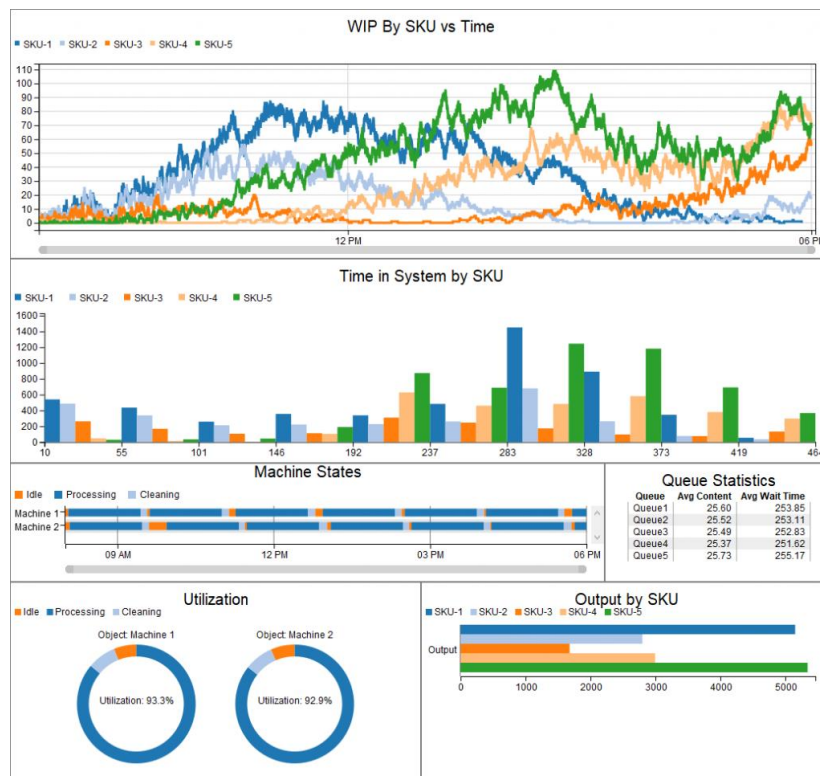 WIP By SKU vs Time
SKU-1 SKU-2 SKU-3 SKU-4 SKU-5
110
100
90
80
70
60
50
40
30
20
10
0
12 PM
06 PM
Time in System by SKU
SKU-1 SKU-2 SKU-3 SKU-4 SKU-5
1600
1400
1200
1000
800
600
400
200
0
10 55 101 146 192 237 283 328 373 419 464
Machine States
Idle Processing Cleaning
Machine 1
Machine 2
09 AM 12 PM 03 PM 06 PM
Queue Statistics
Queue Avg Content Avg Wait Time
Queue1 25.60 253.85
Queue2 25.52 253.11
Queue3 25.49 252.83
Queue4 25.37 251.62
Queue5 25.73 255.17
Utilization
Idle Processing Cleaning
Object: Machine 1 Object: Machine 2
Utilization: 93.3% Utilization: 92.9%
Output by SKU
SKU-1 SKU-2 SKU-3 SKU-4 SKU-5
Output
0 1000 2000 3000 4000 5000